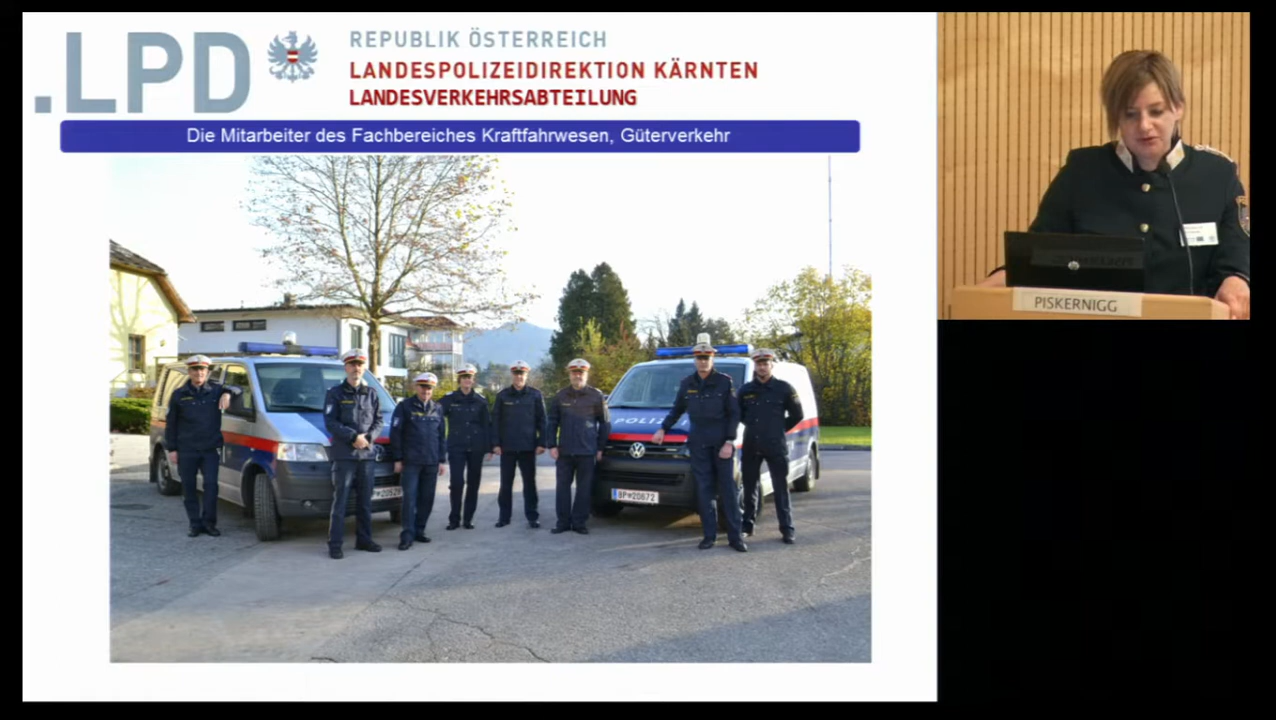 .LPD
REPUBLIK ÖSTERREICH
LANDESPOLIZEIDIREKTION KÄRNTEN
LANDESVERKEHRSABTEILUNG
Die Mitarbeiter des Fachbereiches Kraftfahrwesen, Güterverkehr
POLIZEI
BP 20672
PISKERNIGG